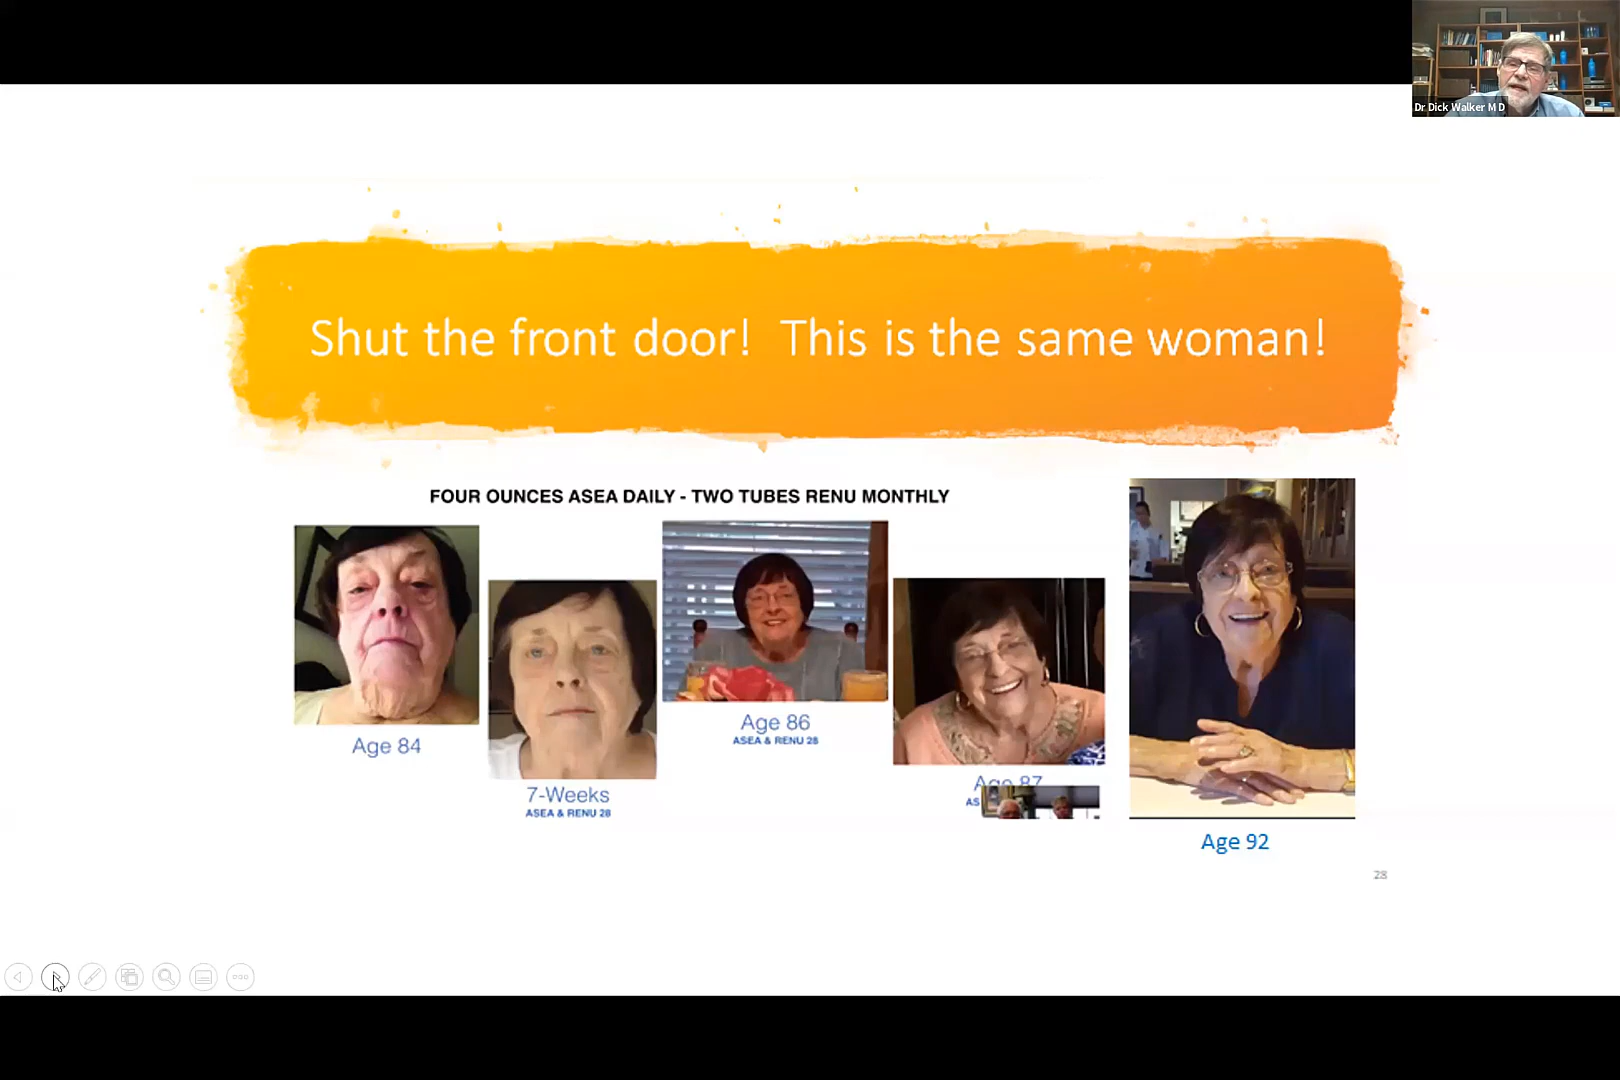 Dr Dick Walker M D
Shut the front door! This is the same woman!
FOUR OUNCES ASEA DAILY - TWO TUBES RENU MONTHLY
Age 84
7-Weeks
ASEA & RENU 28
Age 86
ASEA & RENU 28
Age 87
AS
Age 92
28